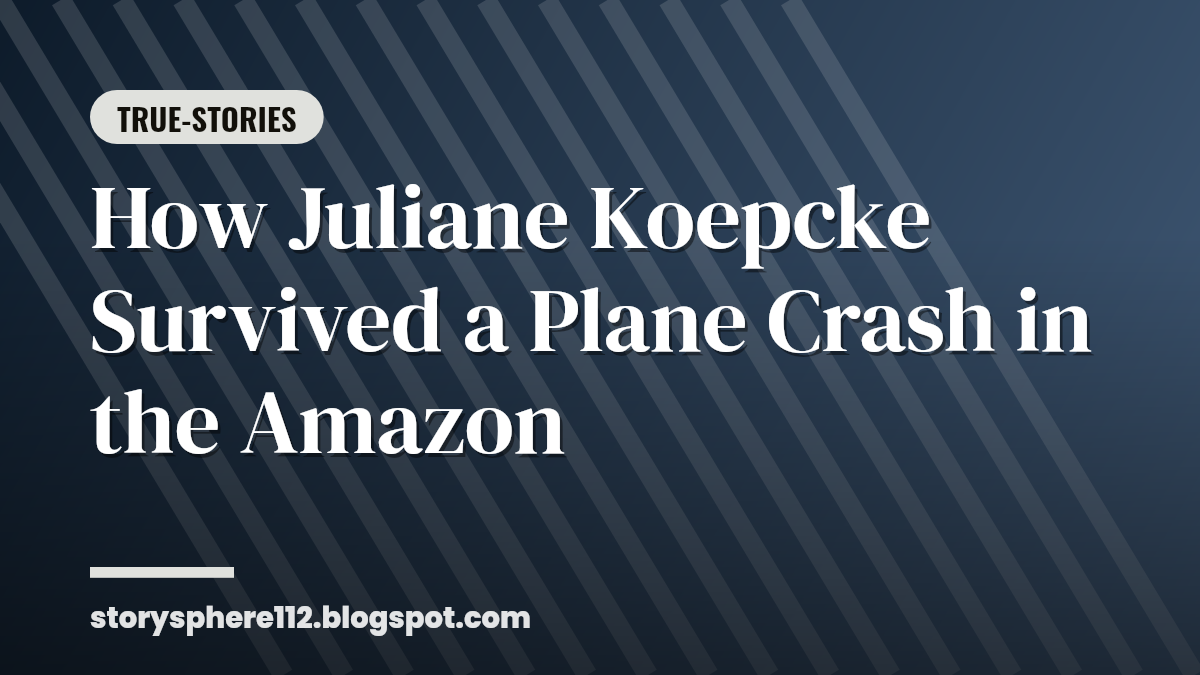 TRUE-STORIES
How Juliane Koepcke
Survived a Plane Crash in
the Amazon
storysphere112.blogspot.com